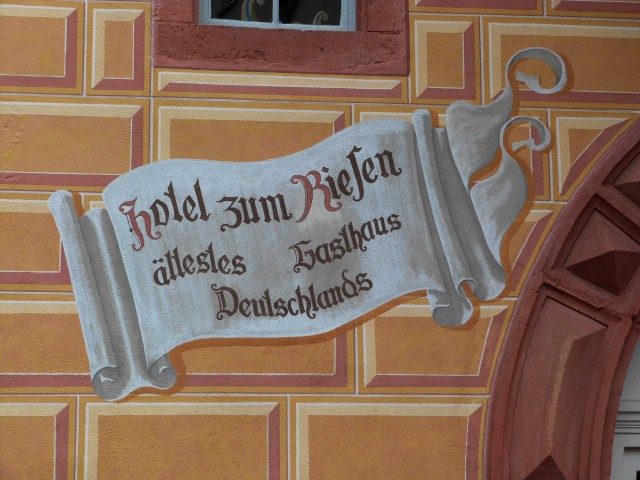 Hotel zum Rieſen
ältestes Gasthaus
Deutschlands